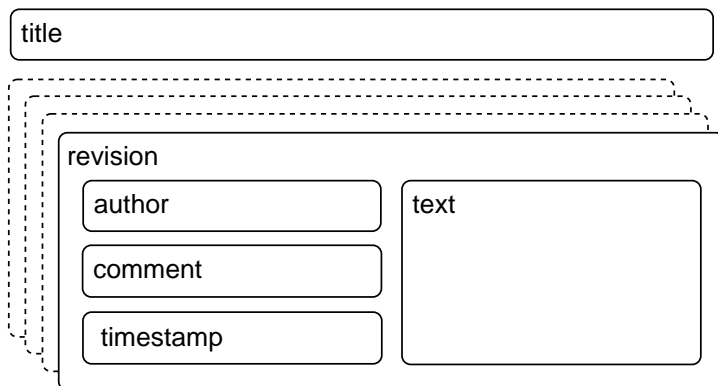 title
revision
author
text
comment
timestamp